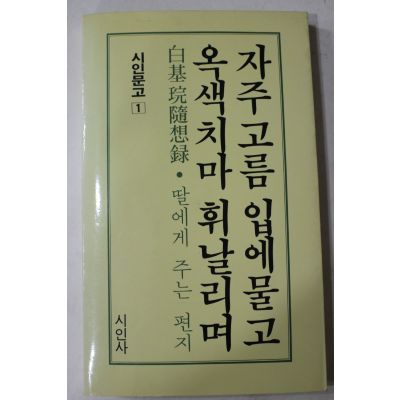 자주 고름 입에 물고
옥색치마 휘날리며
白基琓隨想録 • 딸에게 주는 편지
시인문고 1
시인사